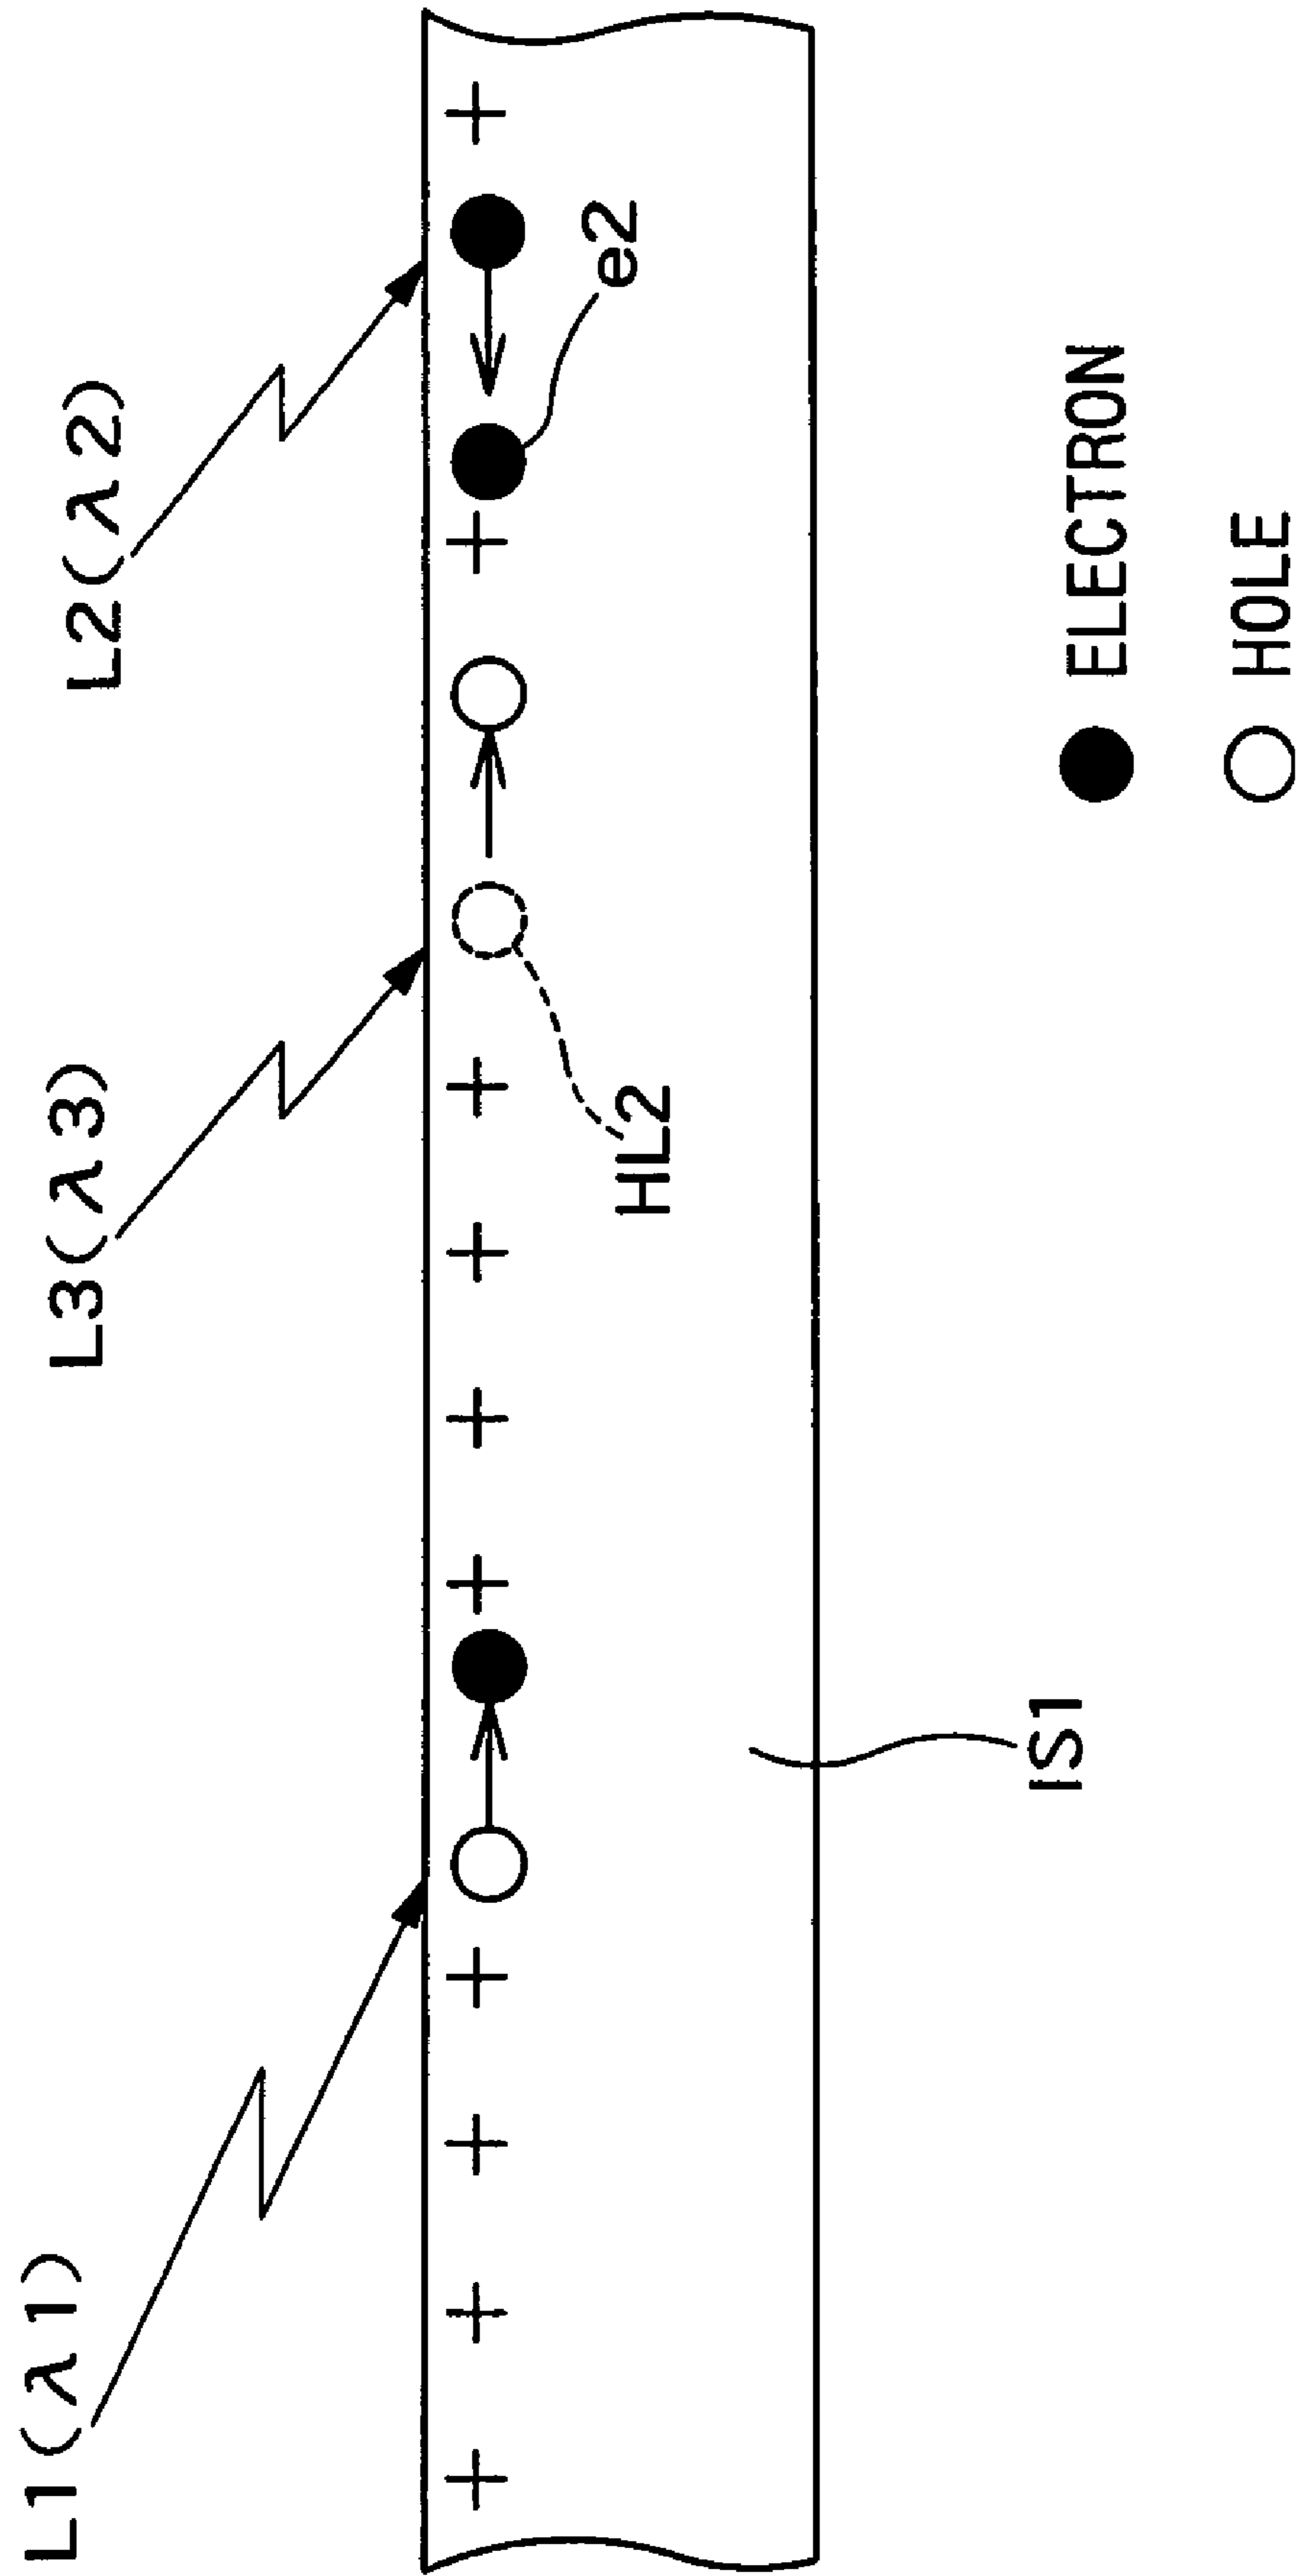 L1(λ1)
L3(λ3)
L2(λ2)
+ + + + + + + + + +
HL2
e2
IS1
ELECTRON
HOLE